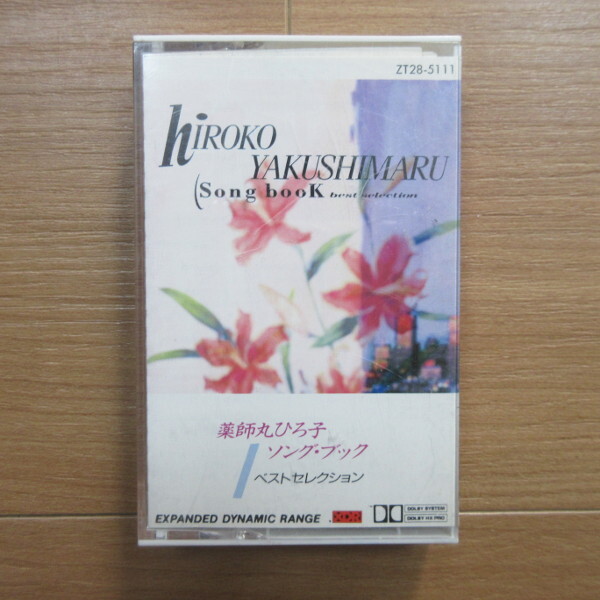 ZT28-5111
hIROKO
YAKUSHIMARU
(Song booK best selection
薬師丸ひろ子
ソング・ブック
ベストセレクション
EXPANDED DYNAMIC RANGE XDR DOLBY SYSTEM
DOLBY HX PRO